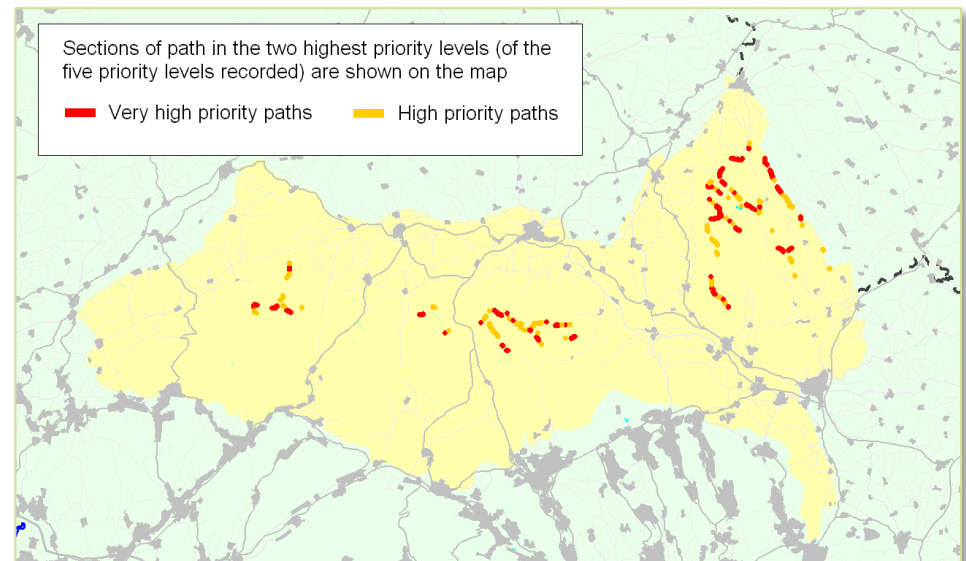 Sections of path in the two highest priority levels (of the
five priority levels recorded) are shown on the map
Very high priority paths
High priority paths